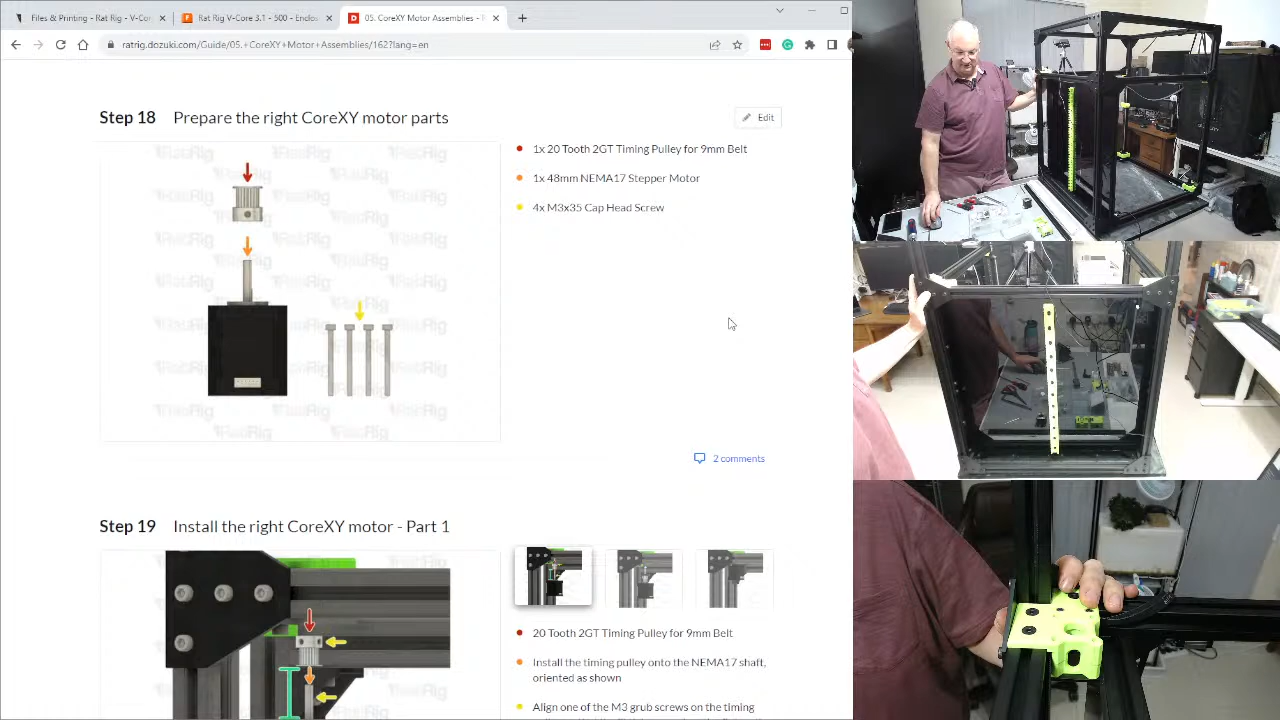 Files & Printing - Rat Rig - V-Cor
Rat Rig V-Core 3.1 - 500 - Enclos
05. CoreXY Motor Assemblies -
ratrig.dozuki.com/Guide/05.+CoreXY+Motor+Assemblies/162?lang=en
Step 18 Prepare the right CoreXY motor parts
Edit
1x 20 Tooth 2GT Timing Pulley for 9mm Belt
1x 48mm NEMA17 Stepper Motor
4x M3x35 Cap Head Screw
2 comments
Step 19 Install the right CoreXY motor - Part 1
20 Tooth 2GT Timing Pulley for 9mm Belt
Install the timing pulley onto the NEMA17 shaft,
oriented as shown
Align one of the M3 grub screws on the timing